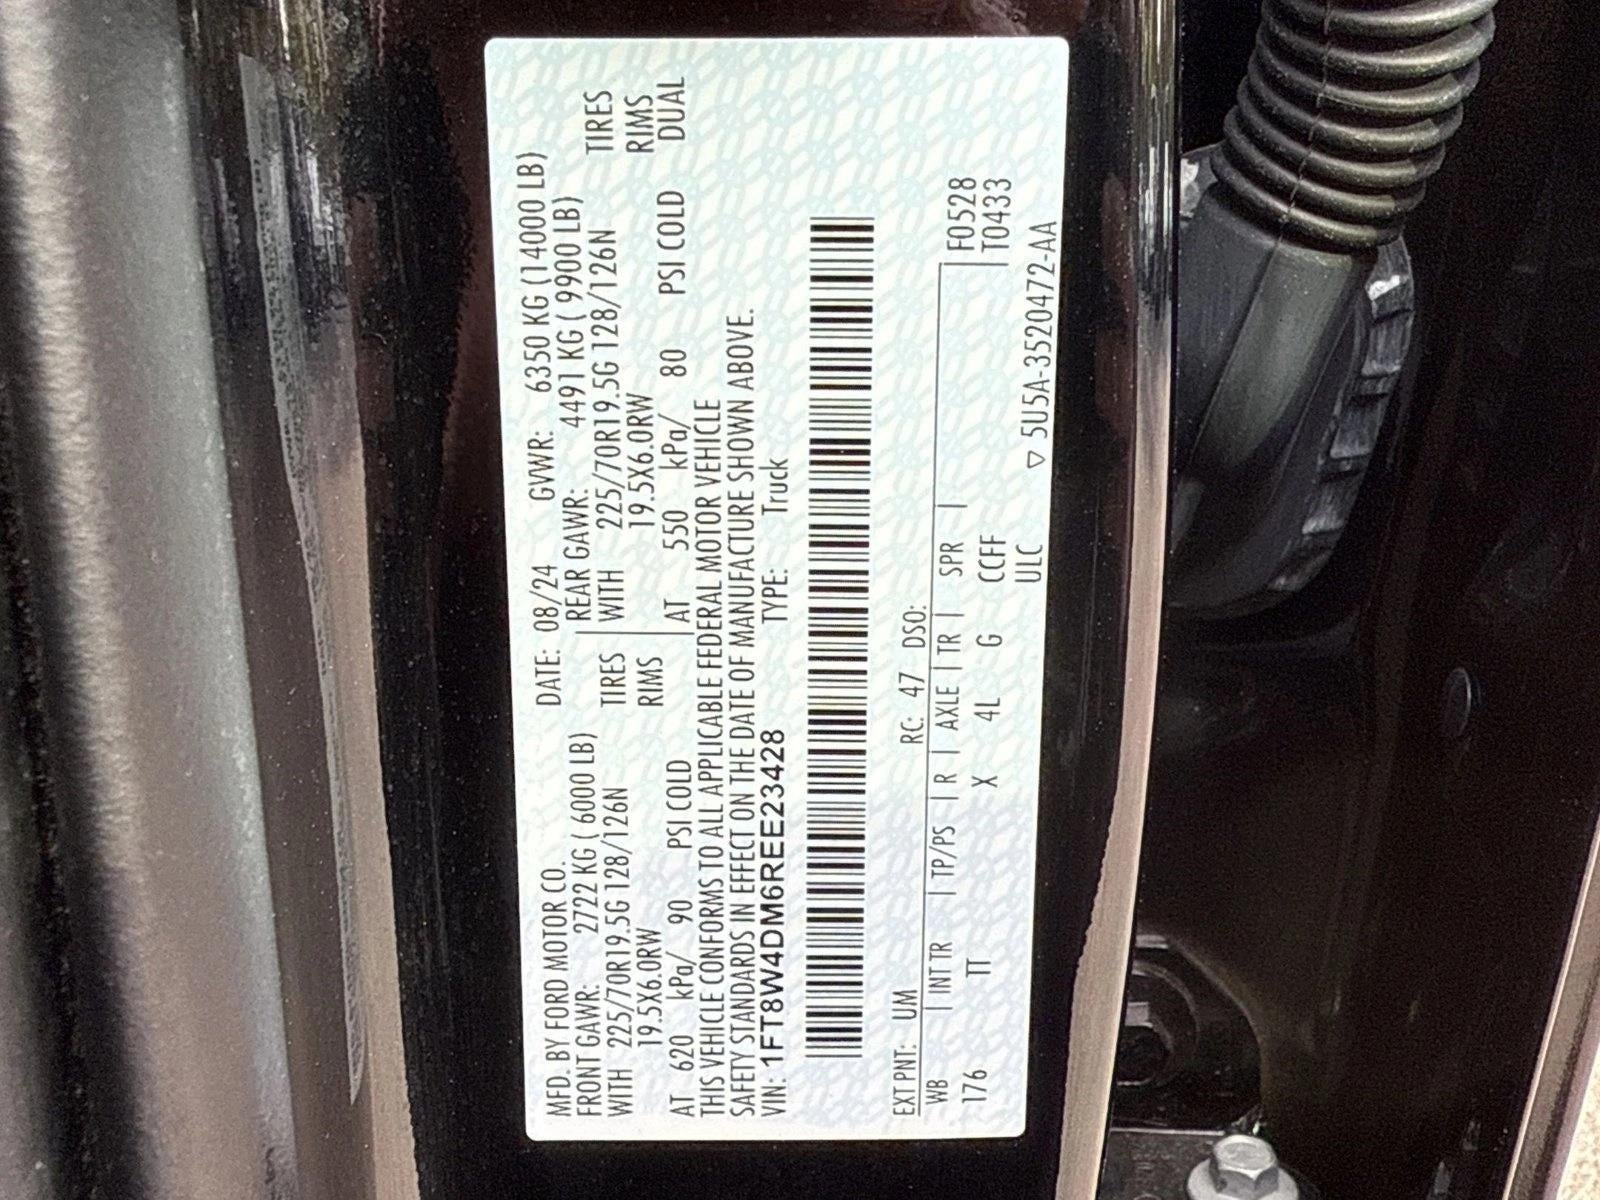 MFD. BY FORD MOTOR CO. DATE: 08/24 GVWR: 6350 KG (14000 LB)
FRONT GAWR: 2722 KG ( 6000 LB) REAR GAWR: 4491 KG ( 9900 LB)
WITH 225/70R19.5G 128/126N TIRES WITH 225/70R19.5G 128/126N TIRES
19.5X6.0RW RIMS 19.5X6.0RW RIMS
AT 620 kPa/ 90 PSI COLD AT 550 kPa/ 80 PSI COLD DUAL
THIS VEHICLE CONFORMS TO ALL APPLICABLE FEDERAL MOTOR VEHICLE
SAFETY STANDARDS IN EFFECT ON THE DATE OF MANUFACTURE SHOWN ABOVE.
VIN: 1FT8W4DM6REE23428 TYPE: Truck
EXT PNT: UM RC: 47 DSO:
WB INT TR TP/PS R AXLE TR SPR F0528
176 TT X 4L G CCFF T0433
ULC ▽ 5U5A-3520472-AA